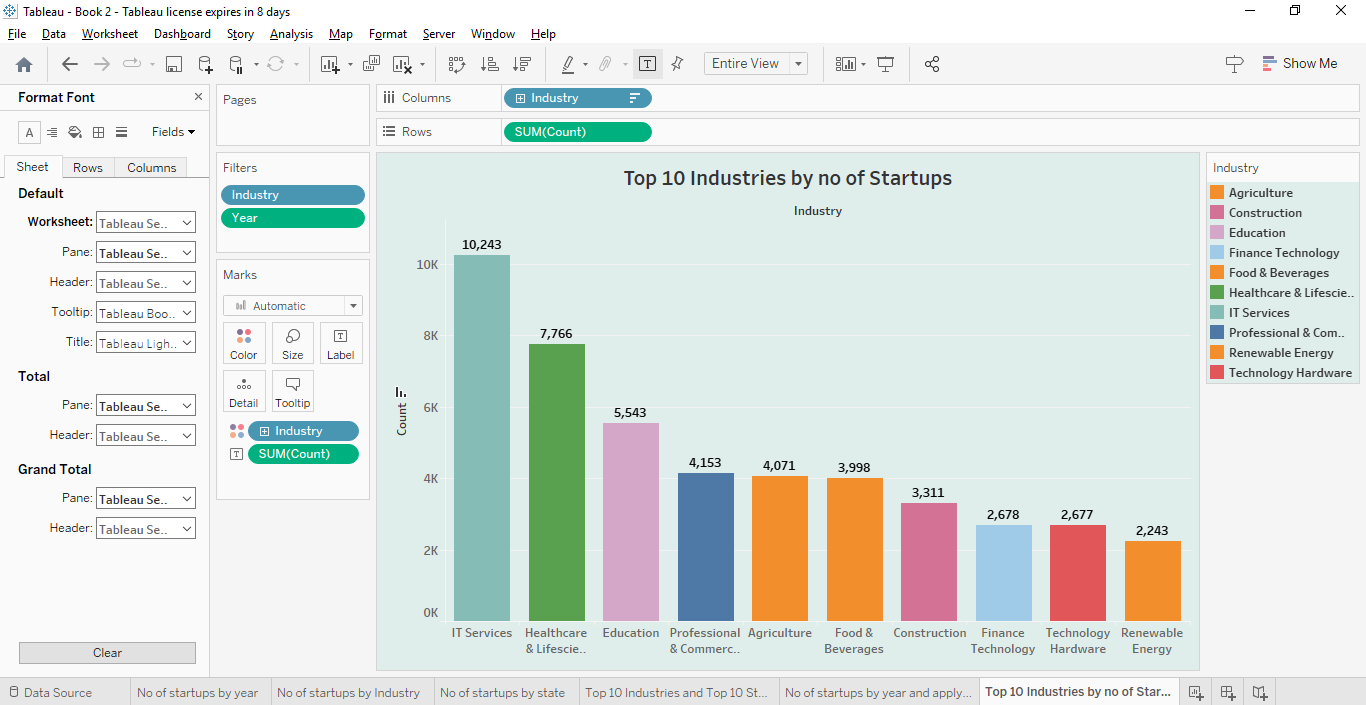 Tableau - Book 2 - Tableau license expires in 8 days
File Data Worksheet Dashboard Story Analysis Map Format Server Window Help
Entire View
Show Me
Format Font
A
Fields
Sheet Rows Columns
Default
Worksheet: Tableau Se..
Pane: Tableau Se..
Header: Tableau Se..
Tooltip: Tableau Boo..
Title: Tableau Ligh..
Total
Pane: Tableau Se..
Header: Tableau Se..
Grand Total
Pane: Tableau Se..
Header: Tableau Se..
Clear
Pages
Filters
Industry
Year
Marks
Automatic
Color Size Label
Detail Tooltip
Industry
SUM(Count)
Columns Industry
Rows SUM(Count)
Top 10 Industries by no of Startups
Industry
10,243
7,766
5,543
4,153
4,071
3,998
3,311
2,678
2,677
2,243
10K
8K
6K
4K
2K
0K
Count
IT Services
Healthcare
& Lifescie..
Education
Professional
& Commerc..
Agriculture
Food &
Beverages
Construction
Finance
Technology
Technology
Hardware
Renewable
Energy
Industry
Agriculture
Construction
Education
Finance Technology
Food & Beverages
Healthcare & Lifescie..
IT Services
Professional & Com..
Renewable Energy
Technology Hardware
Data Source No of startups by year No of startups by Industry No of startups by state Top 10 Industries and Top 10 St... No of startups by year and apply... Top 10 Industries by no of Star...